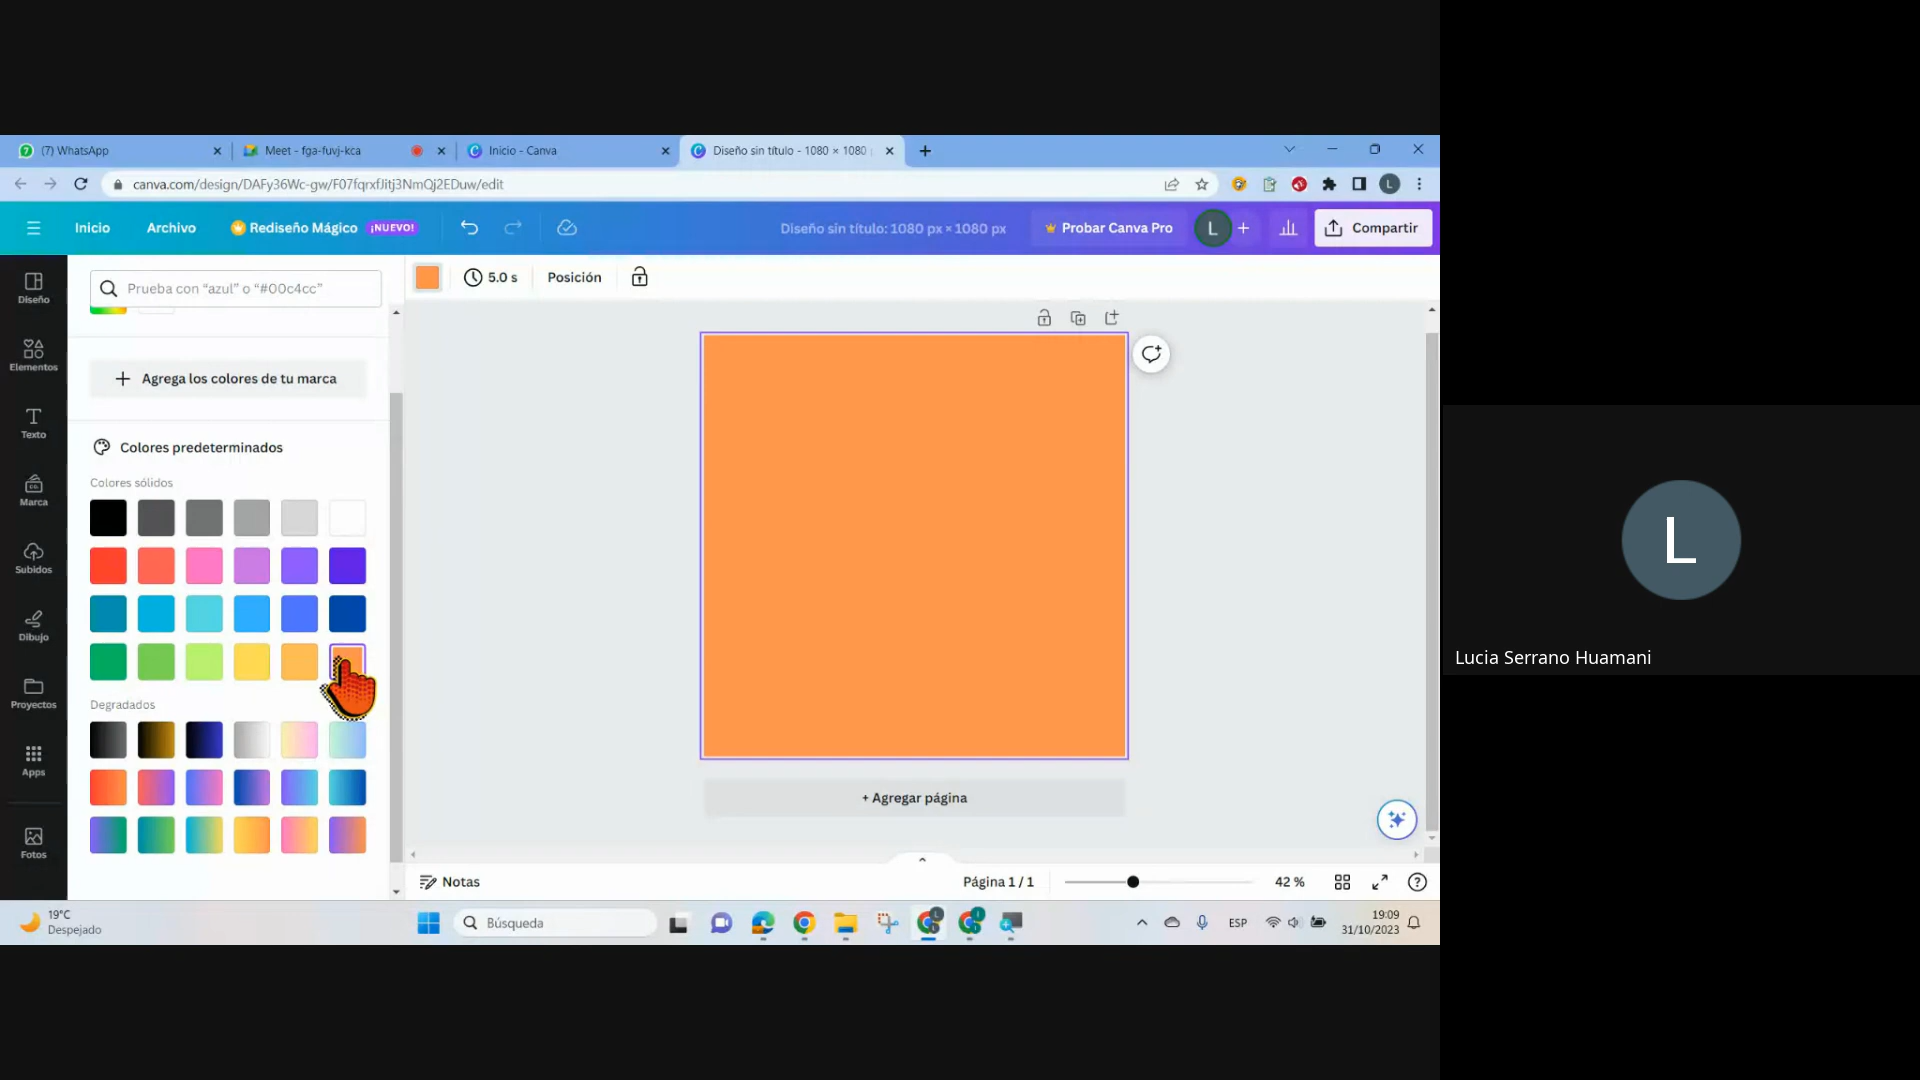 (7) WhatsApp
Meet - fga-fuvj-kca
Inicio - Canva
Diseño sin título - 1080 × 1080
canva.com/design/DAFy36Wc-gw/F07fqrxfJitj3NmQj2EDuw/edit
L
Inicio
Archivo
Rediseño Mágico
¡NUEVO!
Diseño sin título: 1080 px × 1080 px
Probar Canva Pro
L
Compartir
Diseño
Elementos
Texto
Marca
Subidos
Dibujo
Proyectos
Apps
Fotos
Prueba con “azul” o “#00c4cc”
Agrega los colores de tu marca
Colores predeterminados
Colores sólidos
Degradados
5.0 s
Posición
+ Agregar página
Notas
Página 1 / 1
42 %
19°C
Despejado
Búsqueda
ESP
19:09
31/10/2023
L
Lucia Serrano Huamani